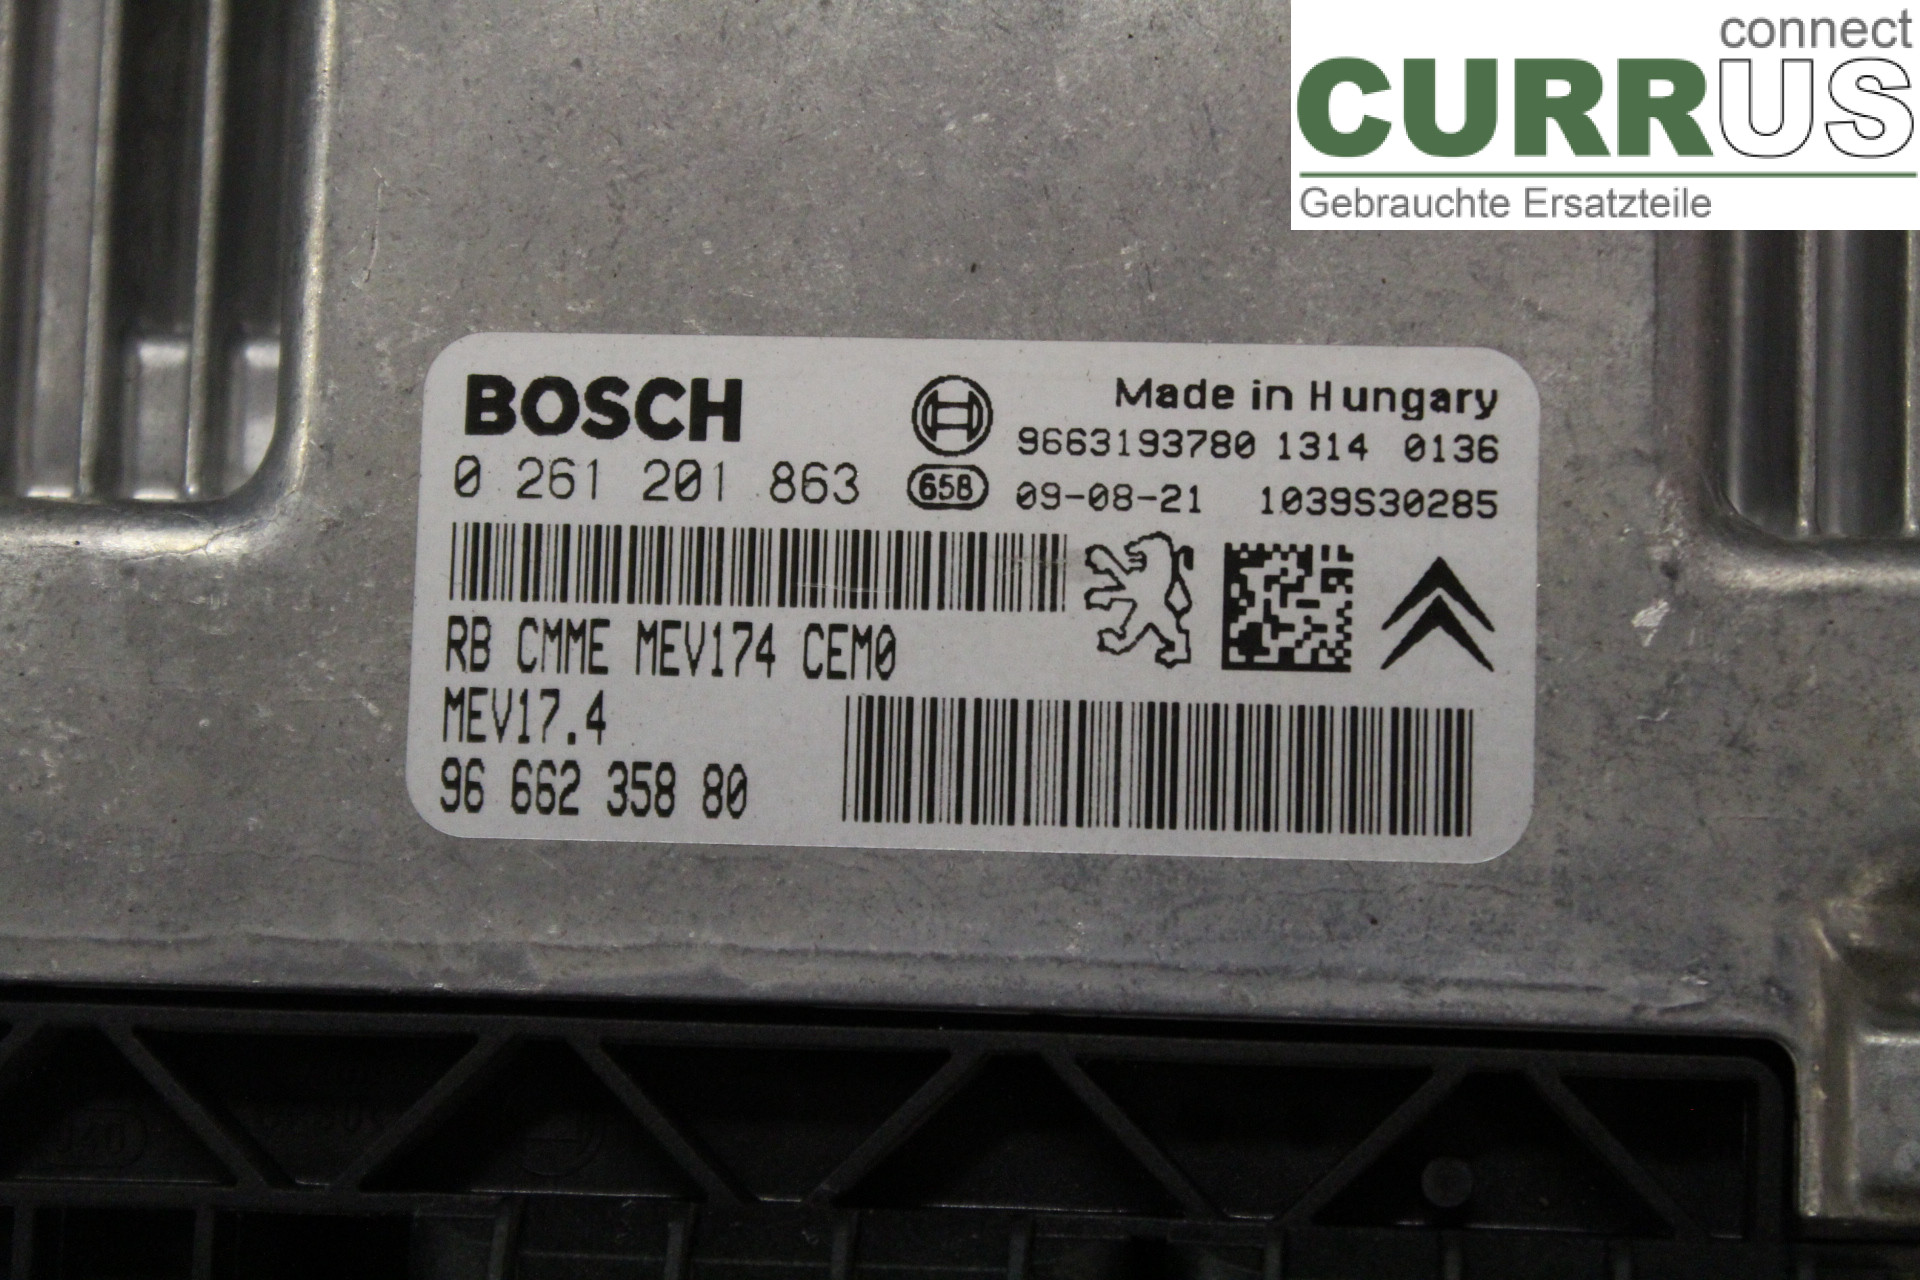 connect
CURRUS
Gebrauchte Ersatzteile
BOSCH
Made in Hungary
9663193780 1314 0136
0 261 201 863
658
09-08-21 1039S30285
RB CMME MEV174 CEM0
MEV17.4
96 662 358 80